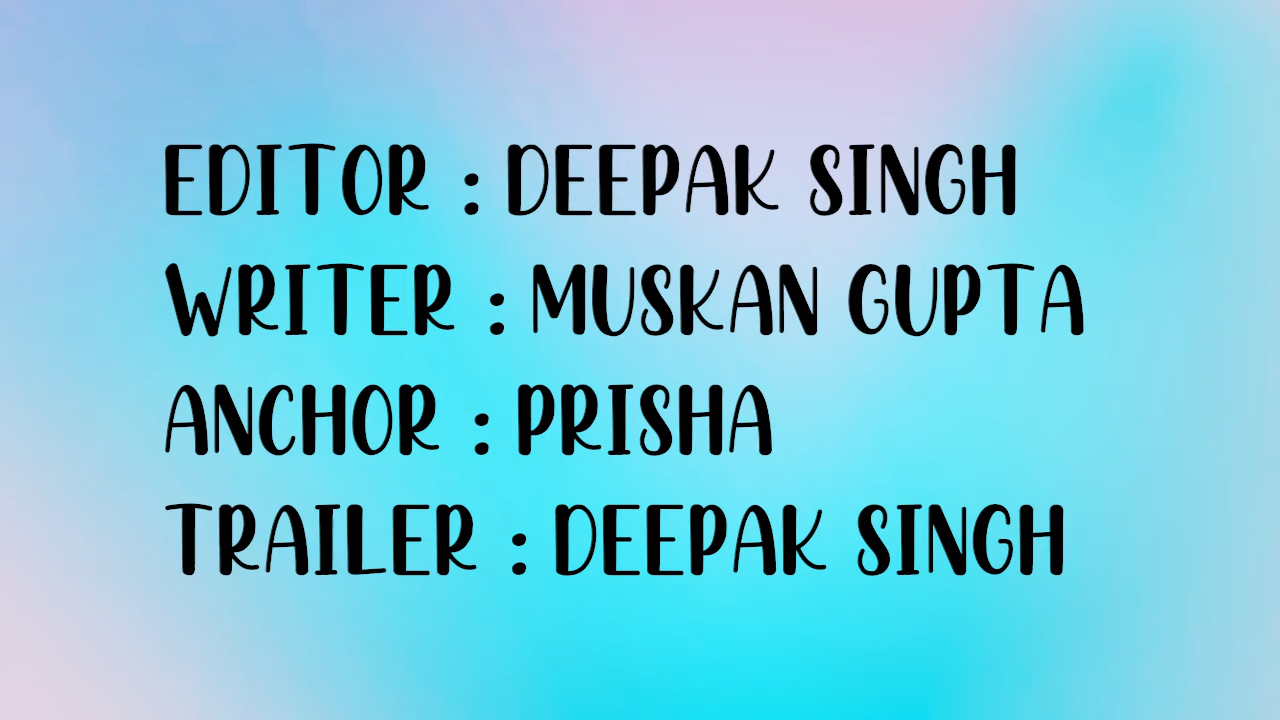 EDITOR : DEEPAK SINGH
WRITER : MUSKAN GUPTA
ANCHOR : PRISHA
TRAILER : DEEPAK SINGH